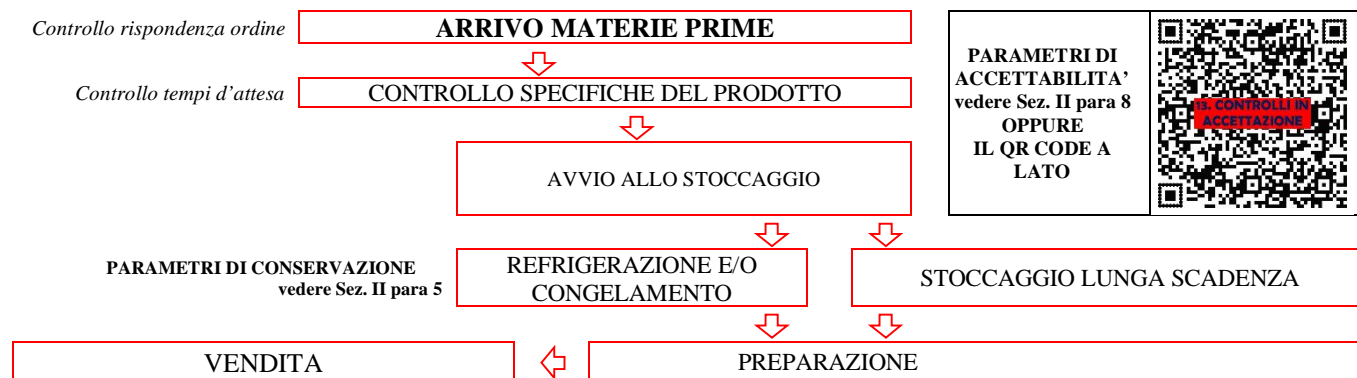 Controllo rispondenza ordine
ARRIVO MATERIE PRIME
Controllo tempi d'attesa
CONTROLLO SPECIFICHE DEL PRODOTTO
PARAMETRI DI
ACCETTABILITA'
vedere Sez. II para 8
OPPURE
IL QR CODE A
LATO
13. CONTROLLI IN
ACCETTAZIONE
AVVIO ALLO STOCCAGGIO
PARAMETRI DI CONSERVAZIONE
vedere Sez. II para 5
REFRIGERAZIONE E/O
CONGELAMENTO
STOCCAGGIO LUNGA SCADENZA
VENDITA
PREPARAZIONE